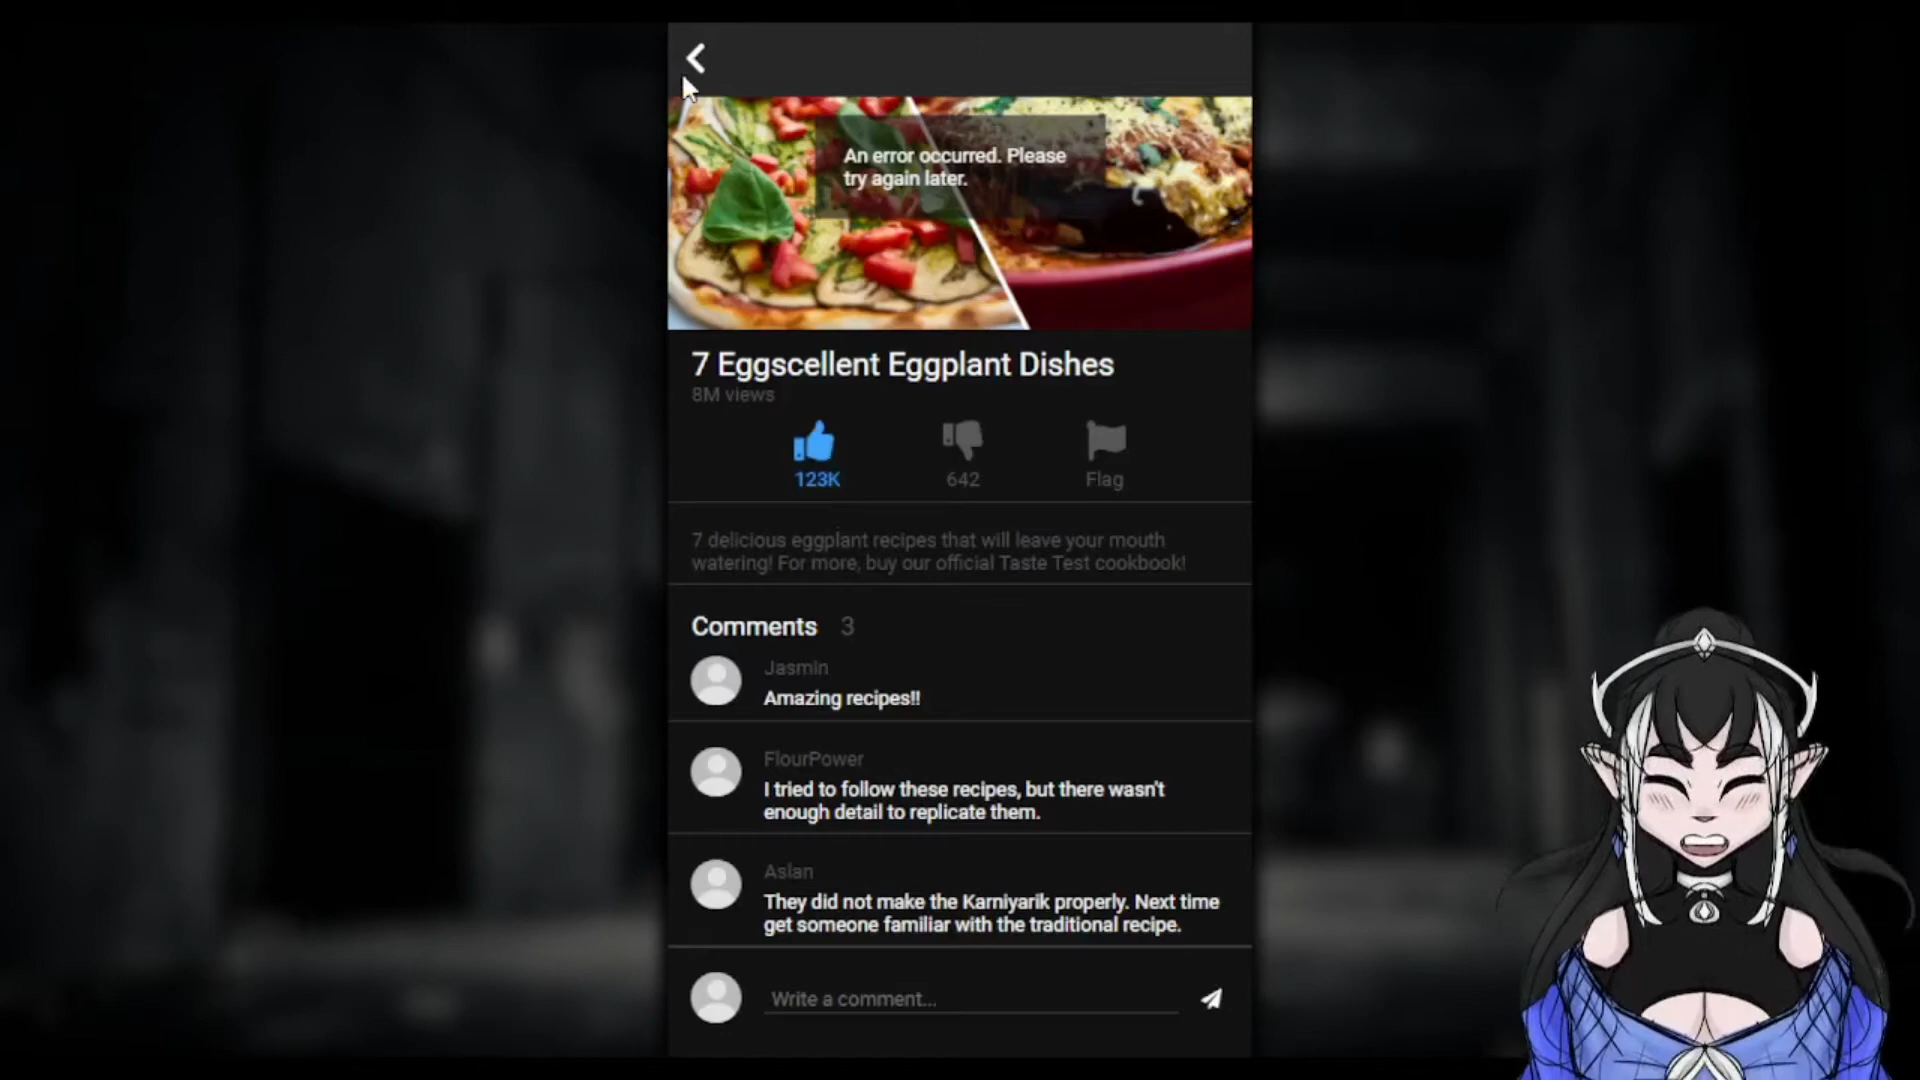 An error occurred. Please
try again later.
7 Eggscellent Eggplant Dishes
8M views
123K
642
Flag
7 delicious eggplant recipes that will leave your mouth
watering! For more, buy our official Taste Test cookbook!
Comments 3
Jasmin
Amazing recipes!!
FlourPower
I tried to follow these recipes, but there wasn't
enough detail to replicate them.
Aslan
They did not make the Karniyarik properly. Next time
get someone familiar with the traditional recipe.
Write a comment...